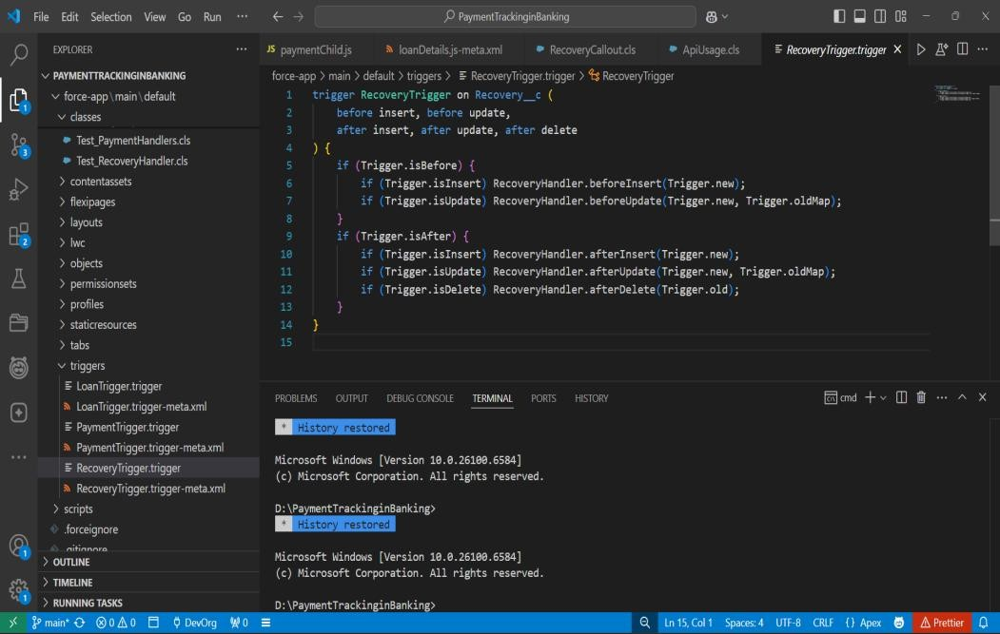 File Edit Selection View Go Run ··· PaymentTrackinginBanking
EXPLORER ···
PAYMENTTRACKINGINBANKING
force-app\main\default
classes
Test_PaymentHandlers.cls
Test_RecoveryHandler.cls
contentassets
flexipages
layouts
lwc
objects
permissionsets
profiles
staticresources
tabs
triggers
LoanTrigger.trigger
LoanTrigger.trigger-meta.xml
PaymentTrigger.trigger
PaymentTrigger.trigger-meta.xml
RecoveryTrigger.trigger
RecoveryTrigger.trigger-meta.xml
scripts
.forceignore
.gitignore
OUTLINE
TIMELINE
RUNNING TASKS
1
3
2
1
1
JS paymentChild.js loanDetails.js-meta.xml RecoveryCallout.cls ApiUsage.cls RecoveryTrigger.trigger
force-app > main > default > triggers > RecoveryTrigger.trigger > RecoveryTrigger
1 trigger RecoveryTrigger on Recovery__c (
2 before insert, before update,
3 after insert, after update, after delete
4 ) {
5 if (Trigger.isBefore) {
6 if (Trigger.isInsert) RecoveryHandler.beforeInsert(Trigger.new);
7 if (Trigger.isUpdate) RecoveryHandler.beforeUpdate(Trigger.new, Trigger.oldMap);
8 }
9 if (Trigger.isAfter) {
10 if (Trigger.isInsert) RecoveryHandler.afterInsert(Trigger.new);
11 if (Trigger.isUpdate) RecoveryHandler.afterUpdate(Trigger.new, Trigger.oldMap);
12 if (Trigger.isDelete) RecoveryHandler.afterDelete(Trigger.old);
13 }
14 }
15
PROBLEMS OUTPUT DEBUG CONSOLE TERMINAL PORTS HISTORY cmd
* History restored
Microsoft Windows [Version 10.0.26100.6584]
(c) Microsoft Corporation. All rights reserved.
D:\PaymentTrackinginBanking>
* History restored
Microsoft Windows [Version 10.0.26100.6584]
(c) Microsoft Corporation. All rights reserved.
D:\PaymentTrackinginBanking>
main* 0 0 DevOrg 0 Ln 15, Col 1 Spaces: 4 UTF-8 CRLF {} Apex Prettier